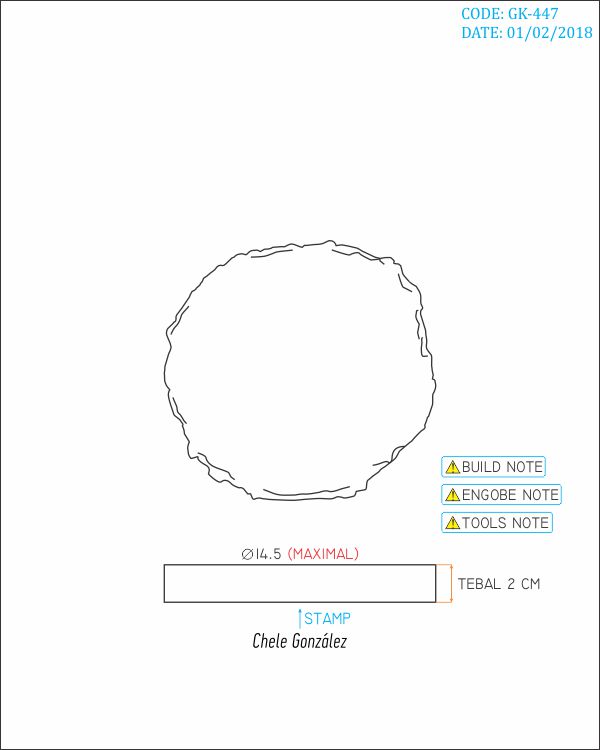 CODE: GK-447
DATE: 01/02/2018
BUILD NOTE
ENGOBE NOTE
TOOLS NOTE
Ø14.5 (MAXIMAL)
TEBAL 2 CM
STAMP
Chele González